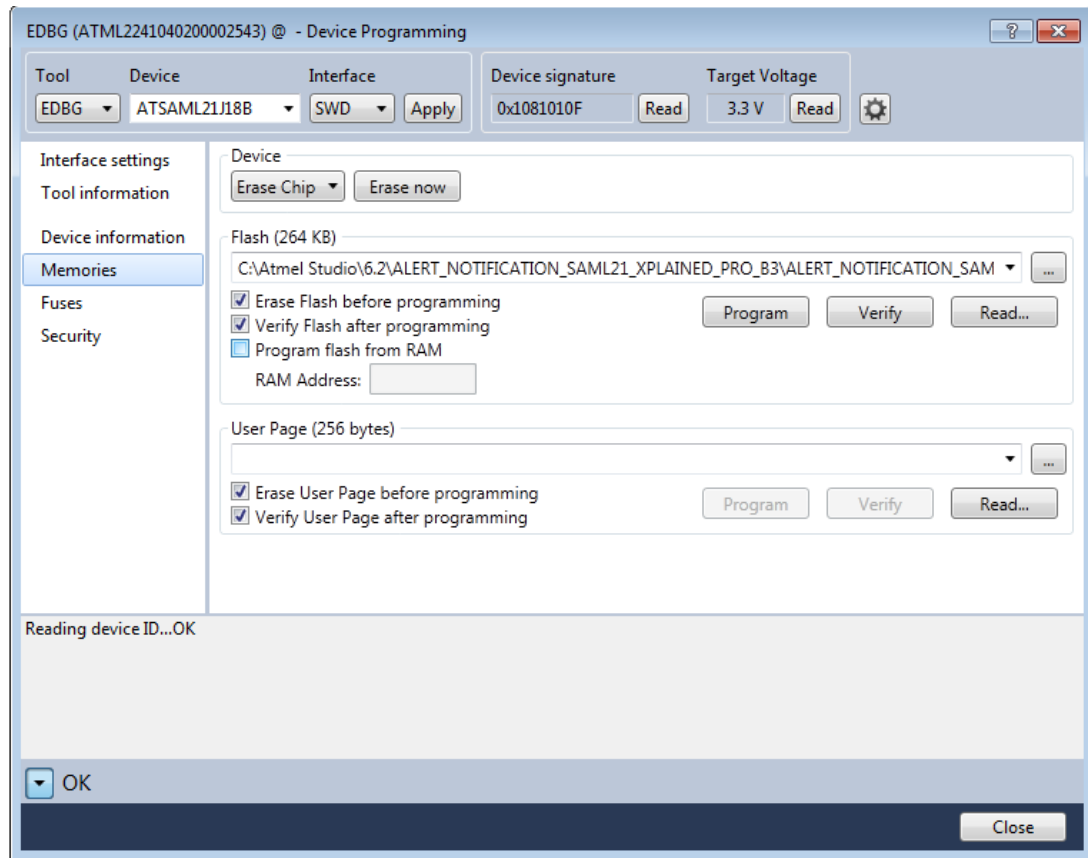 EDBG (ATML2241040200002543) @  - Device Programming
Tool Device Interface Device signature Target Voltage
EDBG ATSAML21J18B SWD Apply 0x1081010F Read 3.3 V Read
Interface settings
Tool information
Device information
Memories
Fuses
Security
Device
Erase Chip Erase now
Flash (264 KB)
C:\Atmel Studio\6.2\ALERT_NOTIFICATION_SAML21_XPLAINED_PRO_B3\ALERT_NOTIFICATION_SAM ...
Erase Flash before programming
Verify Flash after programming
Program flash from RAM
RAM Address:
Program Verify Read...
User Page (256 bytes)
...
Erase User Page before programming
Verify User Page after programming
Program Verify Read...
Reading device ID...OK
OK
Close